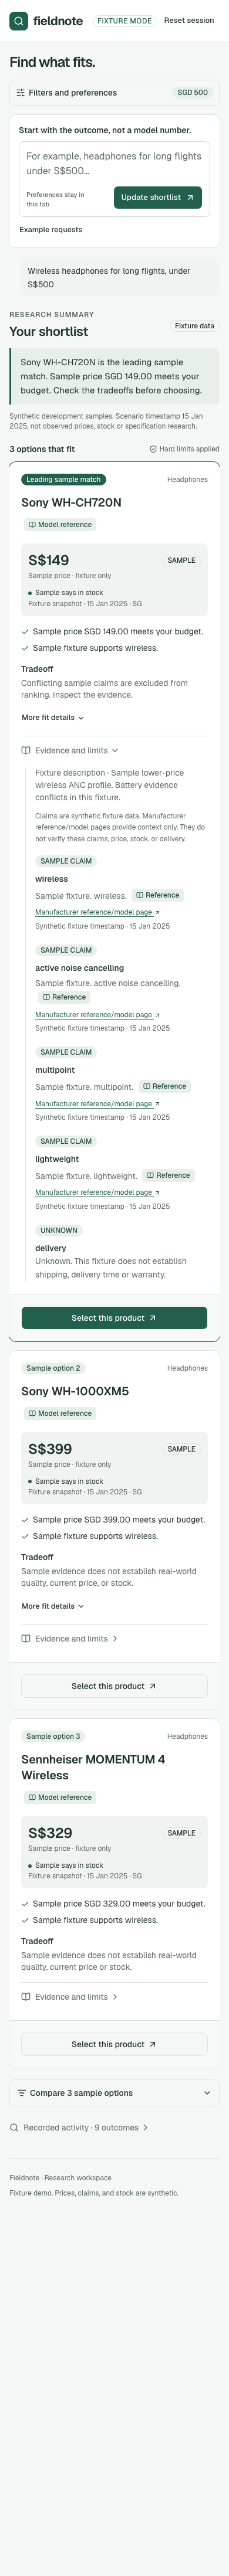 fieldnote
FIXTURE MODE
Reset session
Find what fits.
Filters and preferences
SGD 500
Start with the outcome, not a model number.
For example, headphones for long flights
under S$500...
Preferences stay in
this tab
Update shortlist
Example requests
Wireless headphones for long flights, under
S$500
RESEARCH SUMMARY
Your shortlist
Fixture data
Sony WH-CH720N is the leading sample
match. Sample price SGD 149.00 meets your
budget. Check the tradeoffs before choosing.
Synthetic development samples. Scenario timestamp 15 Jan
2025, not observed prices, stock or specification research.
3 options that fit
Hard limits applied
Leading sample match
Headphones
Sony WH-CH720N
Model reference
S$149
SAMPLE
Sample price · fixture only
Sample says in stock
Fixture snapshot · 15 Jan 2025 · SG
Sample price SGD 149.00 meets your budget.
Sample fixture supports wireless.
Tradeoff
Conflicting sample claims are excluded from
ranking. Inspect the evidence.
More fit details
Evidence and limits
Fixture description · Sample lower-price
wireless ANC profile. Battery evidence
conflicts in this fixture.
Claims are synthetic fixture data. Manufacturer
reference/model pages provide context only. They do
not verify these claims, price, stock, or delivery.
SAMPLE CLAIM
wireless
Sample fixture. wireless.
Reference
Manufacturer reference/model page
Synthetic fixture timestamp · 15 Jan 2025
SAMPLE CLAIM
active noise cancelling
Sample fixture. active noise cancelling.
Reference
Manufacturer reference/model page
Synthetic fixture timestamp · 15 Jan 2025
SAMPLE CLAIM
multipoint
Sample fixture. multipoint.
Reference
Manufacturer reference/model page
Synthetic fixture timestamp · 15 Jan 2025
SAMPLE CLAIM
lightweight
Sample fixture. lightweight.
Reference
Manufacturer reference/model page
Synthetic fixture timestamp · 15 Jan 2025
UNKNOWN
delivery
Unknown. This fixture does not establish
shipping, delivery time or warranty.
Select this product
Sample option 2
Headphones
Sony WH-1000XM5
Model reference
S$399
SAMPLE
Sample price · fixture only
Sample says in stock
Fixture snapshot · 15 Jan 2025 · SG
Sample price SGD 399.00 meets your budget.
Sample fixture supports wireless.
Tradeoff
Sample evidence does not establish real-world
quality, current price, or stock.
More fit details
Evidence and limits
Select this product
Sample option 3
Headphones
Sennheiser MOMENTUM 4
Wireless
Model reference
S$329
SAMPLE
Sample price · fixture only
Sample says in stock
Fixture snapshot · 15 Jan 2025 · SG
Sample price SGD 329.00 meets your budget.
Sample fixture supports wireless.
Tradeoff
Sample evidence does not establish real-world
quality, current price or stock.
Evidence and limits
Select this product
Compare 3 sample options
Recorded activity · 9 outcomes
Fieldnote · Research workspace
Fixture demo. Prices, claims, and stock are synthetic.